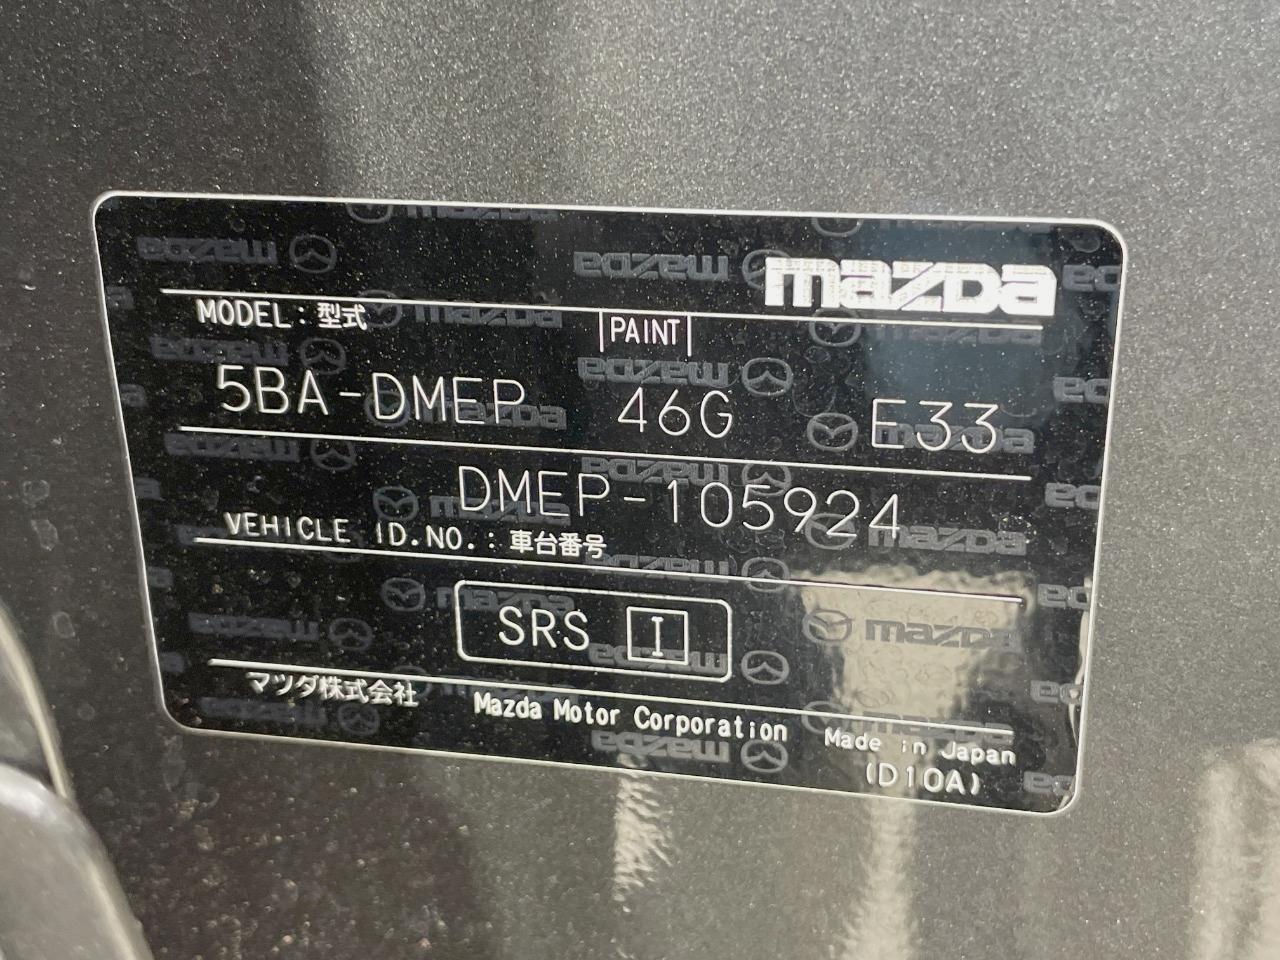 mazda
MODEL : 型式 PAINT
5BA-DMEP 46G E33
DMEP-105924
VEHICLE ID.NO. : 車台番号
SRS I
マツダ株式会社 Mazda Motor Corporation Made in Japan
(D10A)